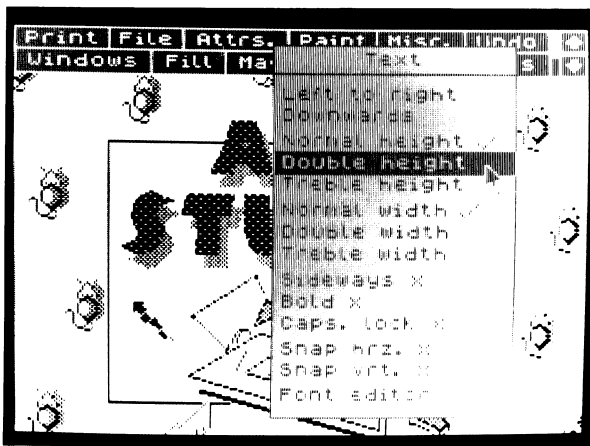 Print File Attrs. Paint Misc. Undo
Windows Fill Ma S
Text
Left to right
Downwards
Normal height ✓
Double height
Treble height
Normal width ✓
Double width
Treble width
Sideways x
Bold x
Caps. lock x
Snap hrz. x
Snap vrt. x
Font editor
A
STU